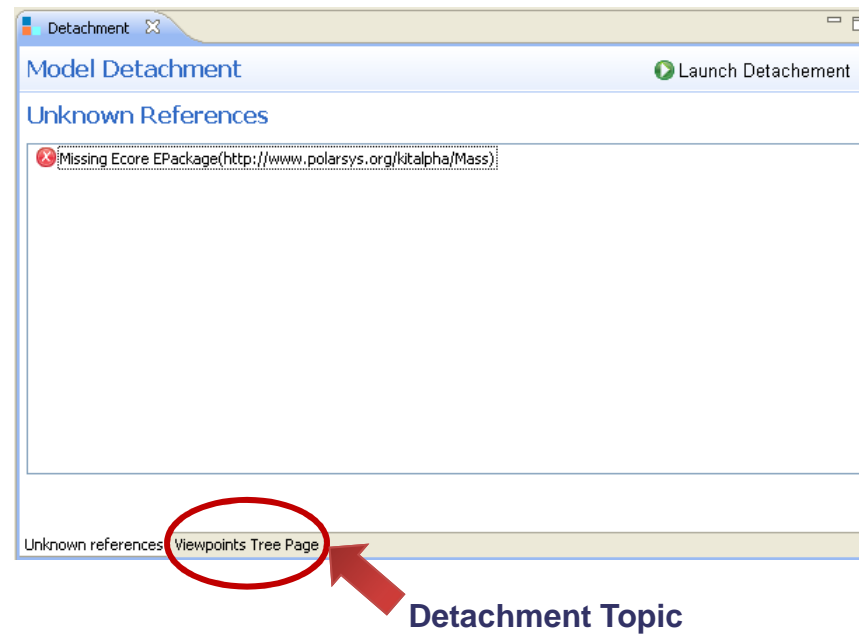 Detachment
Model Detachment
Launch Detachement
Unknown References
Missing Ecore EPackage(http://www.polarsys.org/kitalpha/Mass)
Unknown references
Viewpoints Tree Page
Detachment Topic